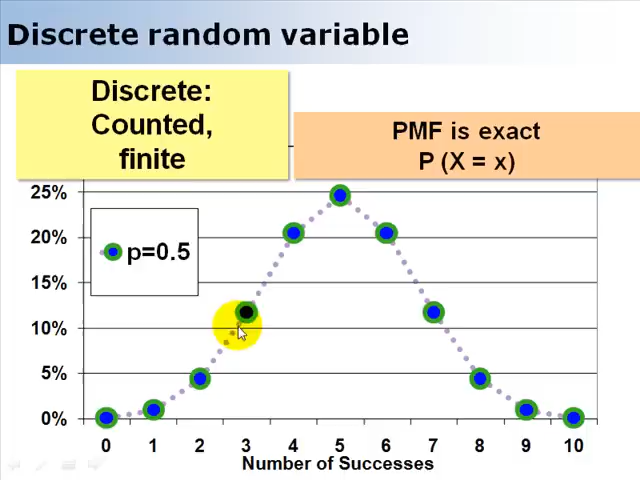 Discrete random variable
Discrete:
Counted,
finite
PMF is exact
P (X = x)
25%
20%
15%
10%
5%
0%
p=0.5
0 1 2 3 4 5 6 7 8 9 10
Number of Successes